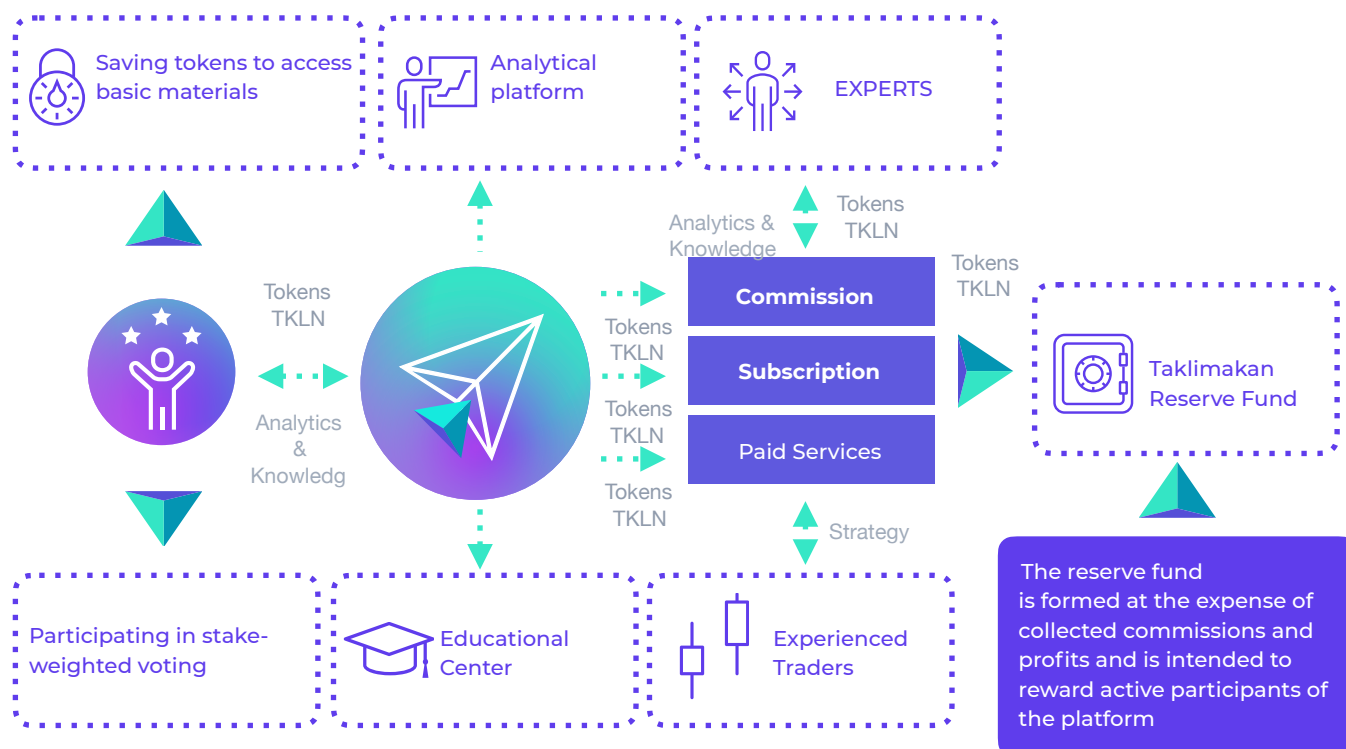 Saving tokens to access
basic materials
Analytical
platform
EXPERTS
Analytics &
Knowledge
Tokens
TKLN
Tokens
TKLN
Tokens
TKLN
Analytics
&
Knowledg
Tokens
TKLN
Tokens
TKLN
Tokens
TKLN
Commission
Subscription
Paid Services
Taklimakan
Reserve Fund
Strategy
Participating in stake-
weighted voting
Educational
Center
Experienced
Traders
The reserve fund
is formed at the expense of
collected commissions and
profits and is intended to
reward active participants of
the platform